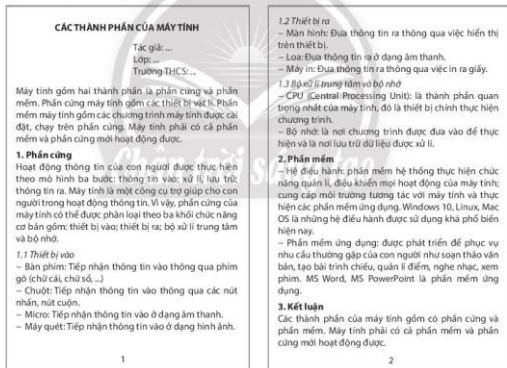 CÁC THÀNH PHẦN CỦA MÁY TÍNH
Tác giả: ...
Lớp: ...
Trường THCS: ...
Máy tính gồm hai thành phần là phần cứng và phần
mềm. Phần cứng máy tính gồm các thiết bị vật lí. Phần
mềm máy tính gồm các chương trình máy tính được cài
đặt, chạy trên phần cứng. Máy tính phải có cả phần
mềm và phần cứng mới hoạt động được.
1. Phần cứng
Hoạt động thông tin của con người được thực hiện
theo mô hình ba bước: thông tin vào; xử lí, lưu trữ;
thông tin ra. Máy tính là một công cụ trợ giúp cho con
người trong hoạt động thông tin. Vì vậy, phần cứng của
máy tính có thể được phân loại theo ba khối chức năng
cơ bản gồm: thiết bị vào; thiết bị ra; bộ xử lí trung tâm
và bộ nhớ.
1.1 Thiết bị vào
– Bàn phím: Tiếp nhận thông tin vào thông qua phím
gõ (chữ cái, chữ số, ...)
– Chuột: Tiếp nhận thông tin vào thông qua các nút
nhấn, nút cuộn.
– Micro: Tiếp nhận thông tin vào ở dạng âm thanh.
– Máy quét: Tiếp nhận thông tin vào ở dạng hình ảnh.
1
1.2 Thiết bị ra
– Màn hình: Đưa thông tin ra thông qua việc hiển thị
trên thiết bị.
– Loa: Đưa thông tin ra ở dạng âm thanh.
– Máy in: Đưa thông tin ra thông qua việc in ra giấy.
1.3 Bộ xử lí trung tâm và bộ nhớ
– CPU (Central Processing Unit): là thành phần quan
trọng nhất của máy tính, đó là thiết bị chính thực hiện
chương trình.
– Bộ nhớ: là nơi chương trình được đưa vào để thực
hiện và là nơi lưu trữ dữ liệu được xử lí.
2. Phần mềm
– Hệ điều hành: phần mềm hệ thống thực hiện chức
năng quản lí, điều khiển mọi hoạt động của máy tính;
cung cấp môi trường tương tác với máy tính và thực
hiện các phần mềm ứng dụng. Windows 10, Linux, Mac
OS là những hệ điều hành được sử dụng khá phổ biến
hiện nay.
– Phần mềm ứng dụng: được phát triển để phục vụ
nhu cầu thường gặp của con người như soạn thảo văn
bản, tạo bài trình chiếu, quản lí điểm, nghe nhạc, xem
phim. MS Word, MS PowerPoint là phần mềm ứng
dụng.
3. Kết luận
Các thành phần của máy tính gồm có phần cứng và
phần mềm. Máy tính phải có cả phần mềm và phần
cứng mới hoạt động được.
2
Chân trời sáng tạo